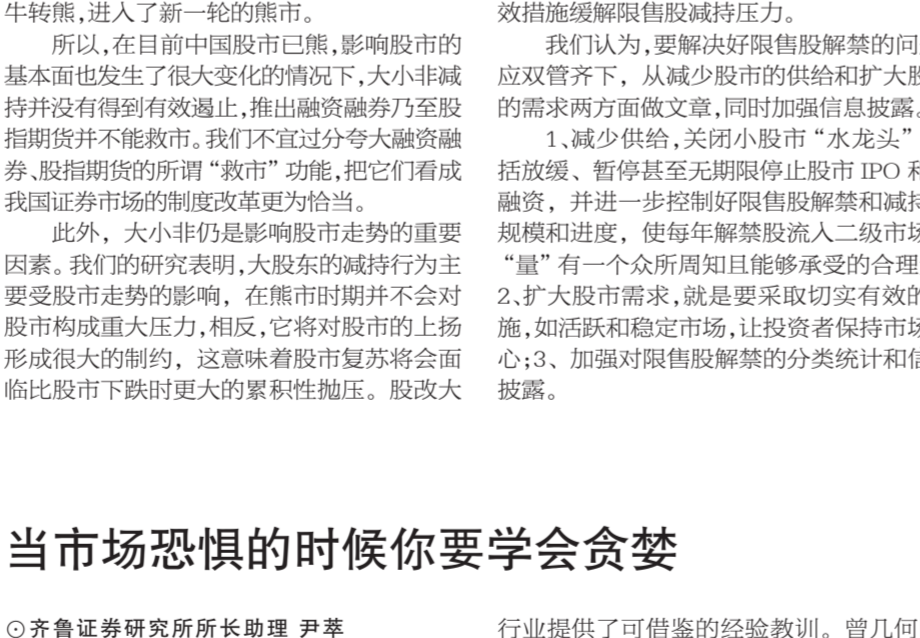 牛转熊,进入了新一轮的熊市。
所以,在目前中国股市已熊,影响股市的
基本面也发生了很大变化的情况下,大小非减
持并没有得到有效遏止,推出融资融券乃至股
指期货并不能救市。我们不宜过分夸大融资融
券、股指期货的所谓“救市”功能,把它们看成
我国证券市场的制度改革更为恰当。
此外，大小非仍是影响股市走势的重要
因素。我们的研究表明,大股东的减持行为主
要受股市走势的影响，在熊市时期并不会对
股市构成重大压力,相反,它将对股市的上扬
形成很大的制约，这意味着股市复苏将会面
临比股市下跌时更大的累积性抛压。股改大
效措施缓解限售股减持压力。
我们认为,要解决好限售股解禁的问
应双管齐下，从减少股市的供给和扩大股
的需求两方面做文章,同时加强信息披露。
1、减少供给,关闭小股市“水龙头”
括放缓、暂停甚至无期限停止股市 IPO 和
融资，并进一步控制好限售股解禁和减持
规模和进度，使每年解禁股流入二级市场
“量”有一个众所周知且能够承受的合理
2、扩大股市需求,就是要采取切实有效的
施,如活跃和稳定市场,让投资者保持市场
心;3、加强对限售股解禁的分类统计和信
披露。
当市场恐惧的时候你要学会贪婪
⊙齐鲁证券研究所所长助理 尹萃
行业提供了可借鉴的经验教训。曾几何